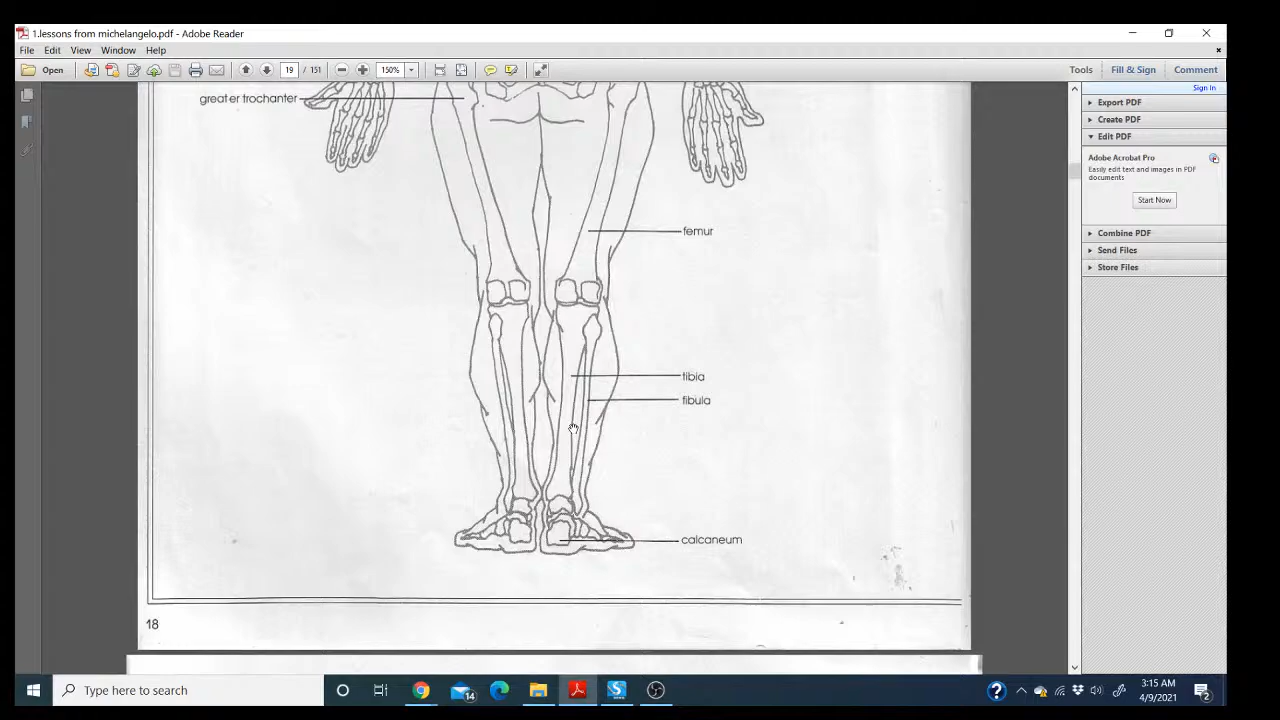 1.lessons from michelangelo.pdf - Adobe Reader
File Edit View Window Help
Open 19 / 151 150% Tools Fill & Sign Comment
Sign In
Export PDF
Create PDF
Edit PDF
Adobe Acrobat Pro
Easily edit text and images in PDF
documents
Start Now
Combine PDF
Send Files
Store Files
greater trochanter
femur
tibia
fibula
calcaneum
18
Type here to search
14
3:15 AM
4/9/2021
2